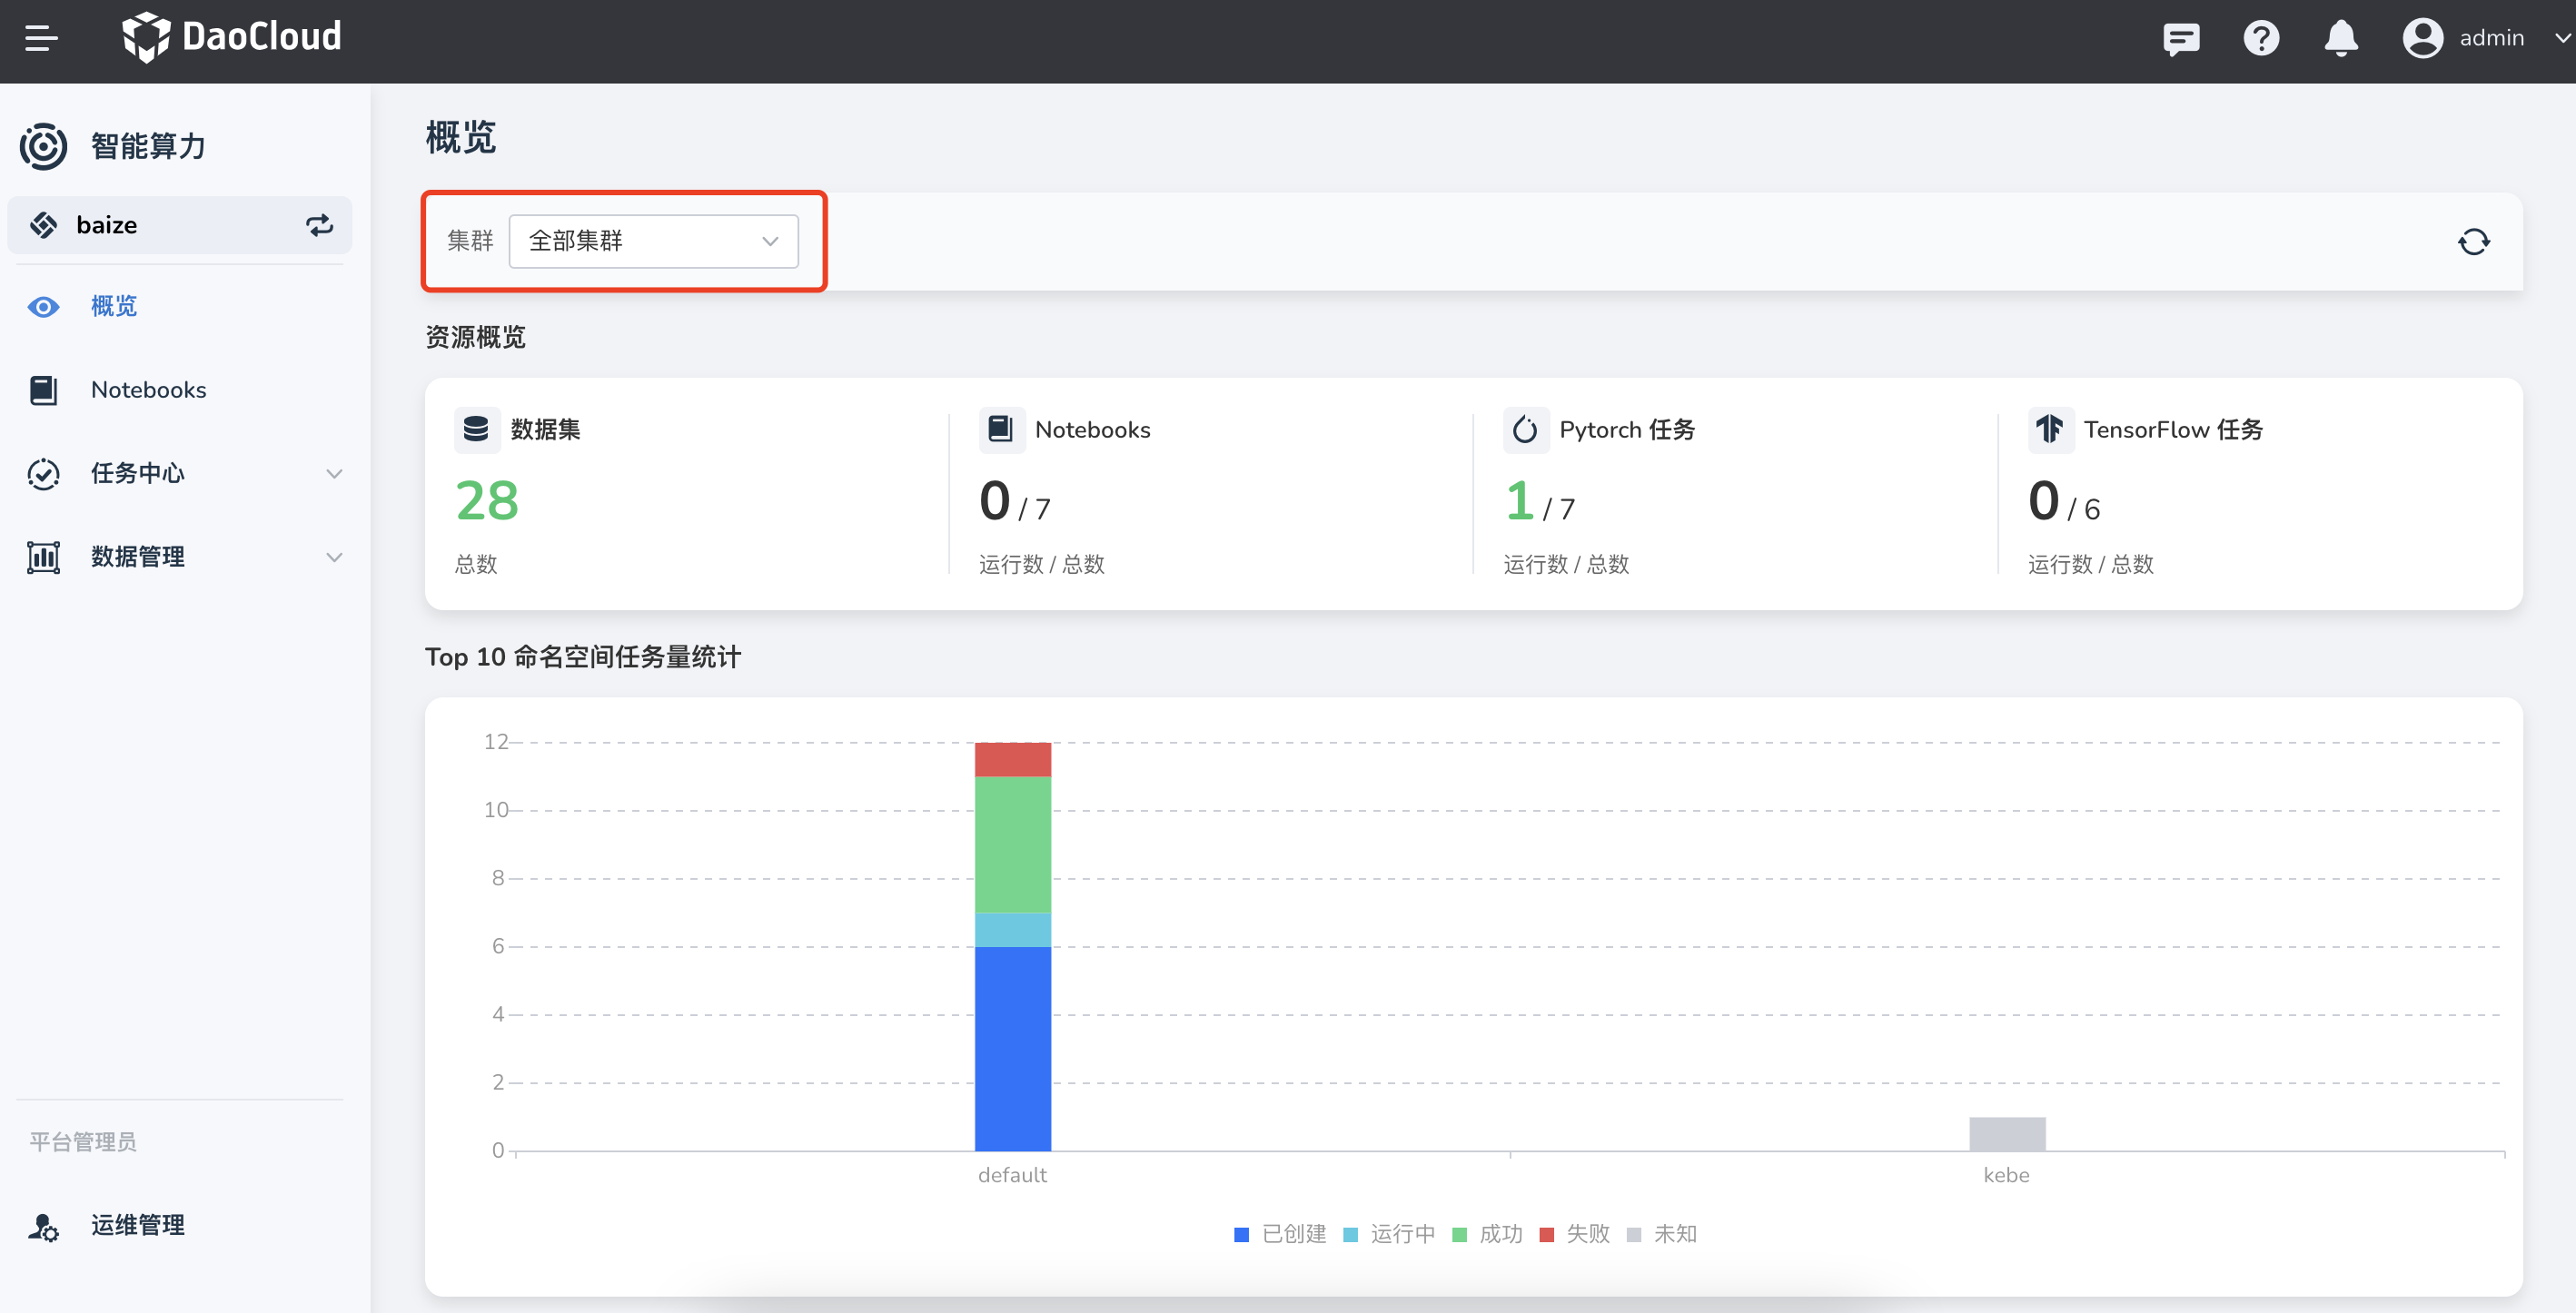 DaoCloud
admin
智能算力
baize
概览
Notebooks
任务中心
数据管理
平台管理员
运维管理
概览
集群 全部集群
资源概览
数据集 Notebooks Pytorch 任务 TensorFlow 任务
28 0 / 7 1 / 7 0 / 6
总数 运行数 / 总数 运行数 / 总数 运行数 / 总数
Top 10 命名空间任务量统计
12
10
8
6
4
2
0
default kebe
已创建 运行中 成功 失败 未知